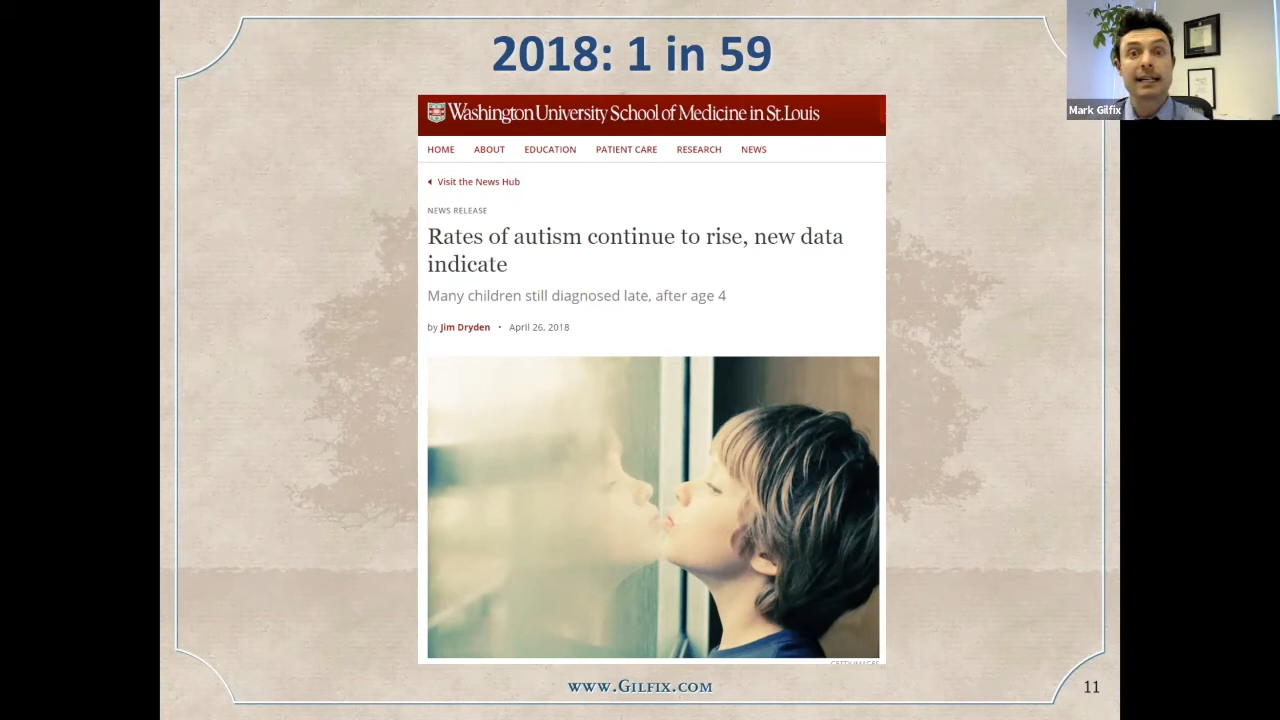 2018: 1 in 59
Mark Gilfix
Washington University School of Medicine in St. Louis
HOME ABOUT EDUCATION PATIENT CARE RESEARCH NEWS
Visit the News Hub
NEWS RELEASE
Rates of autism continue to rise, new data
indicate
Many children still diagnosed late, after age 4
by Jim Dryden • April 26, 2018
GETTY IMAGES
www.Gilfix.com
11